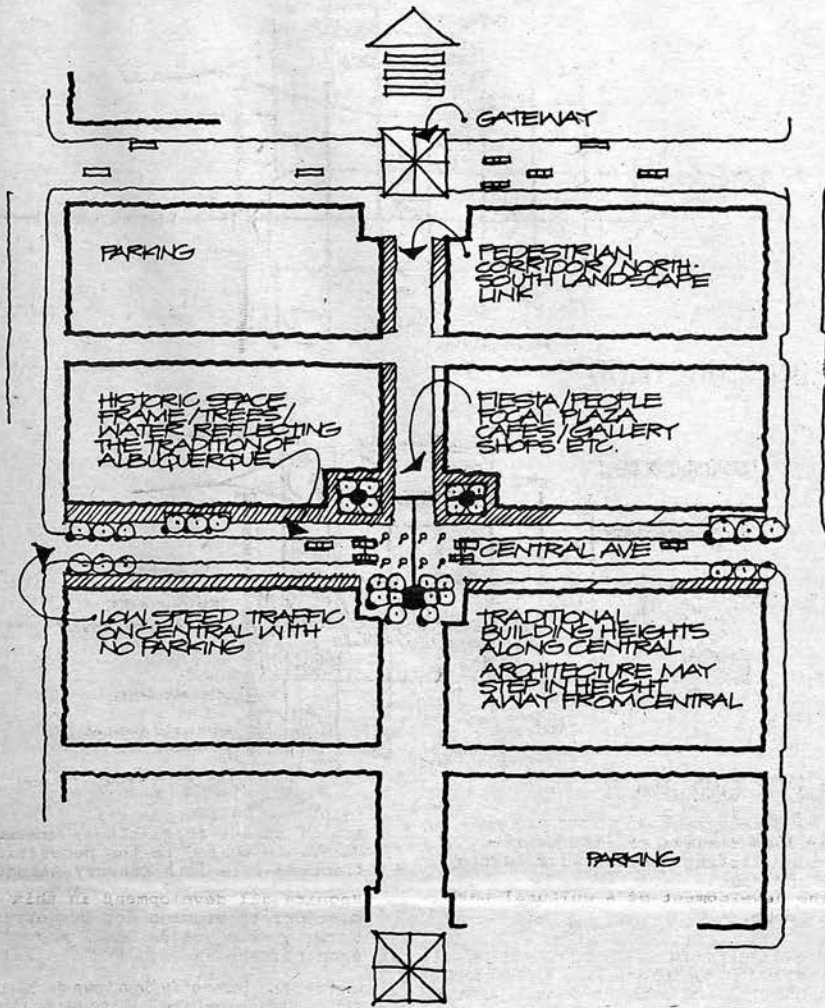 GATEWAY
PARKING
PEDESTRIAN
CORRIDOR/NORTH-
SOUTH LANDSCAPE
LINK
HISTORIC SPACE
FRAME/TREES/
WATER REFLECTING
THE TRADITION OF
ALBUQUERQUE
FIESTA/PEOPLE
FOCAL PLAZA
CAFES/GALLERY
SHOPS ETC.
CENTRAL AVE
LOW SPEED TRAFFIC
ON CENTRAL WITH
NO PARKING
TRADITIONAL
BUILDING HEIGHTS
ALONG CENTRAL
ARCHITECTURE MAY
STEP IN HEIGHT
AWAY FROM CENTRAL
PARKING